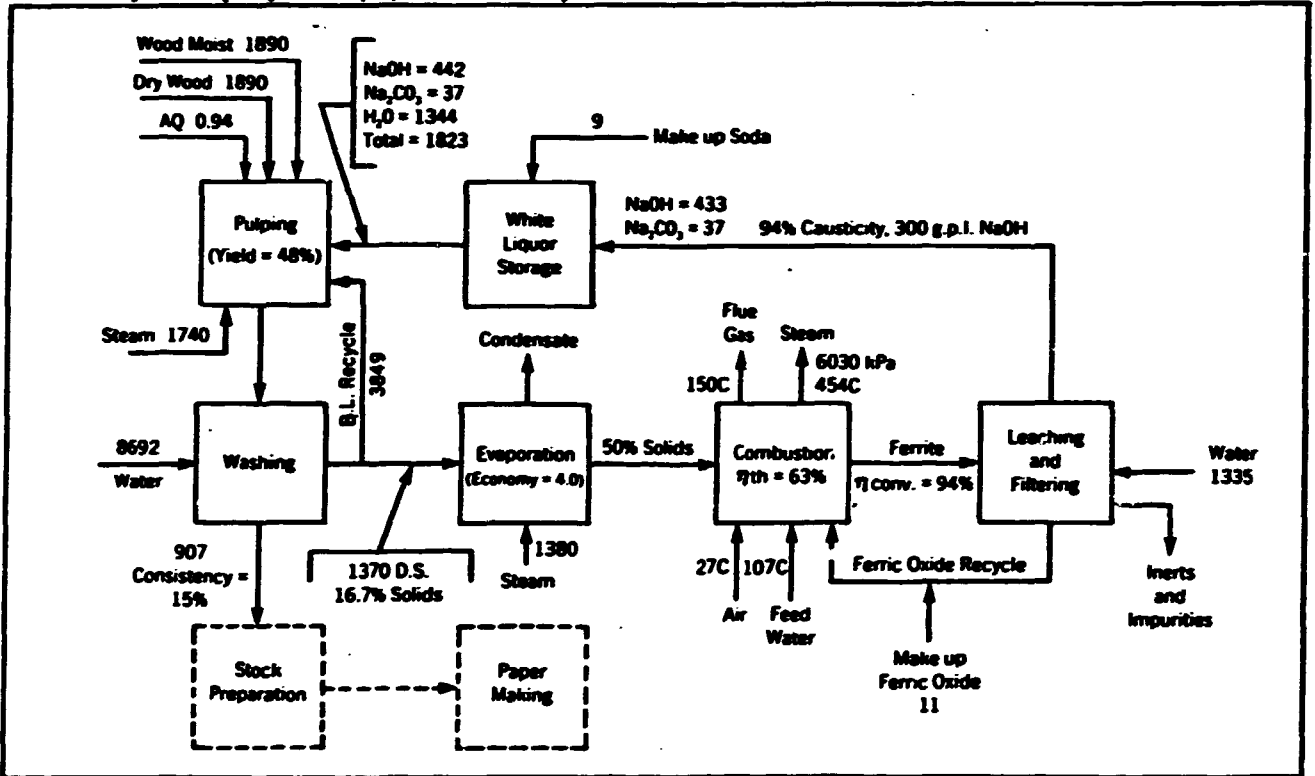 Wood Moist 1890
Dry Wood 1890
AQ 0.94
NaOH = 442
Na₂CO₃ = 37
H₂O = 1344
Total = 1823
9
Make up Soda
Pulping
(Yield = 48%)
White
Liquor
Storage
NaOH = 433
Na₂CO₃ = 37 94% Causticity, 300 g.p.l. NaOH
Steam 1740
B.L. Recycle
3849
Condensate
Flue
Gas
Steam
150C
6030 kPa
454C
8692
Water
Washing
Evaporation
(Economy = 4.0)
50% Solids
Combustor
ηth = 63%
Ferrite
η conv. = 94%
Leaching
and
Filtering
Water
1335
907
Consistency =
15%
1370 D.S.
16.7% Solids
1380
Steam
27C
107C
Air
Feed
Water
Ferric Oxide Recycle
Inerts
and
Impurities
Make up
Ferric Oxide
11
Stock
Preparation
Paper
Making